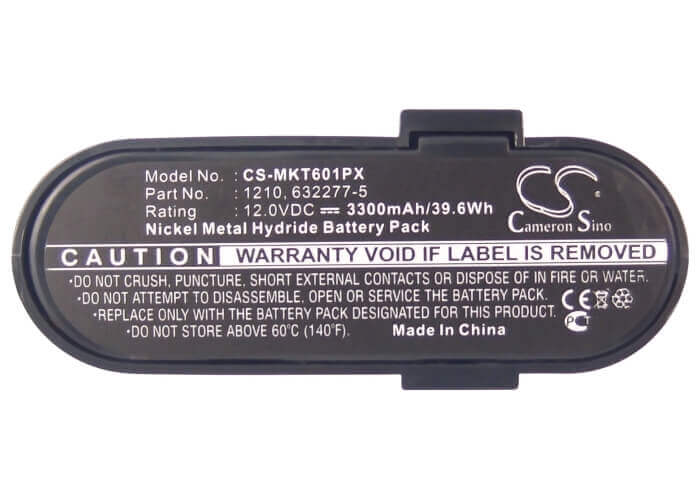 Model No. : CS-MKT601PX
Part No. : 1210, 632277-5
Rating : 12.0VDC ⎓ 3300mAh/39.6Wh
Nickel Metal Hydride Battery Pack
CS
Cameron Sino
CAUTION WARRANTY VOID IF LABEL IS REMOVED
•DO NOT CRUSH, PUNCTURE, SHORT EXTERNAL CONTACTS OR DISPOSE OF IN FIRE OR WATER.
•DO NOT ATTEMPT TO DISASSEMBLE, OPEN OR SERVICE THE BATTERY PACK.
•REPLACE ONLY WITH THE BATTERY PACK DESIGNATED FOR THIS PRODUCT.
•DO NOT STORE ABOVE 60°C (140°F). Made In China
CE